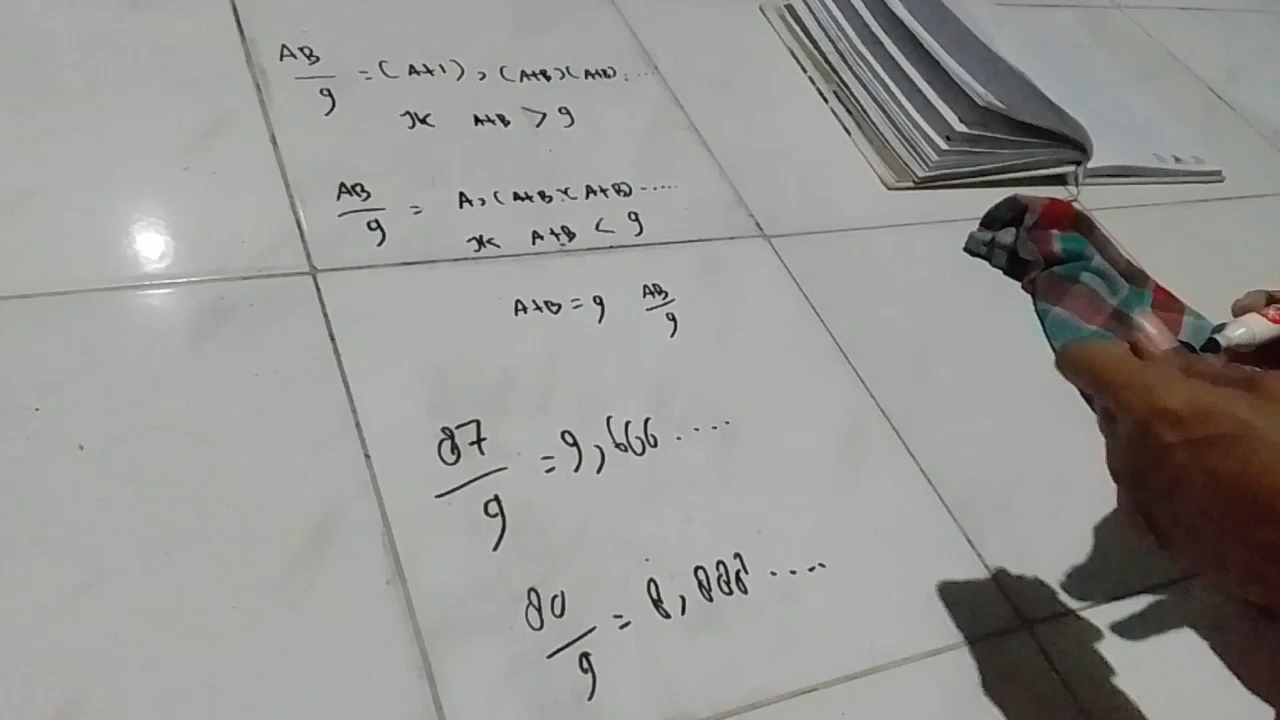 AB/9 = (A+1), (A+B)(A+B)....
JK A+B > 9
AB/9 = A, (A+B)(A+B).....
JK A+B < 9
A+B = 9 AB/9
87/9 = 9,666....
80/9 = 8,888....